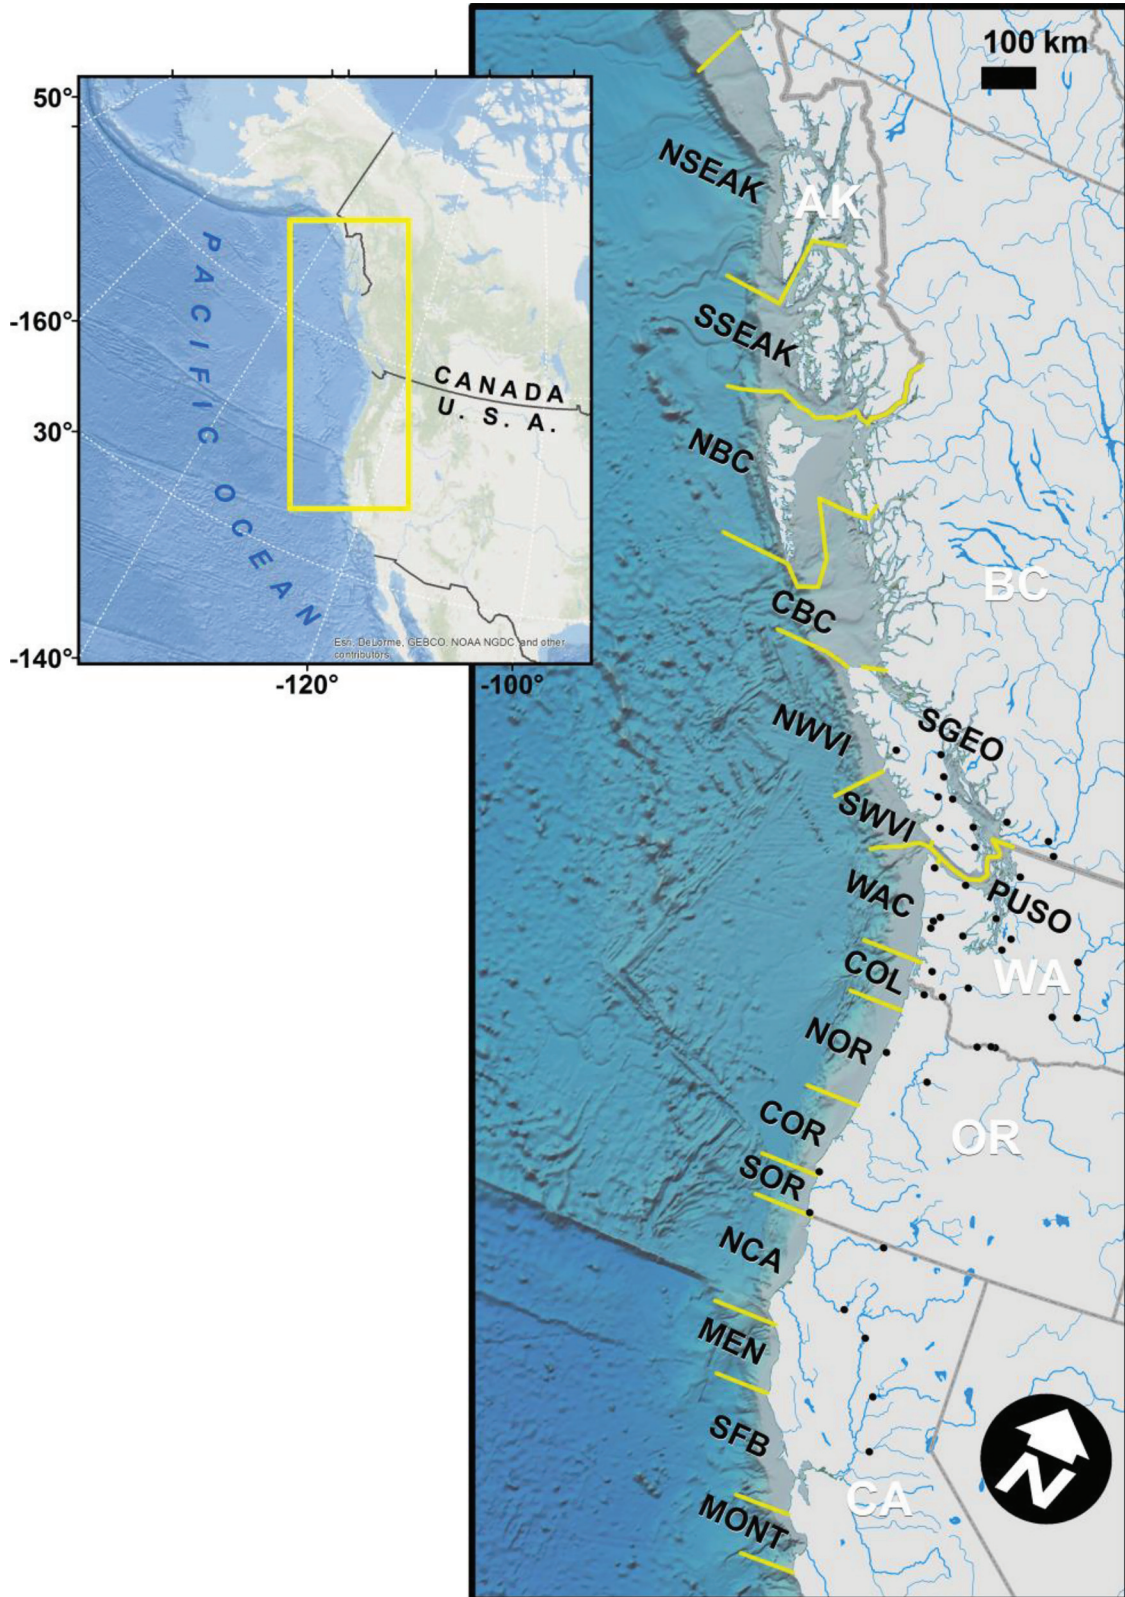 100 km
50°
-160°
30°
-140°
-120°
-100°
PACIFIC OCEAN
CANADA
U. S. A.
Esri, DeLorme, GEBCO, NOAA NGDC, and other
contributors
NSEAK
AK
SSEAK
NBC
BC
CBC
NWVI
SGEO
SWVI
WAC
PUSO
COL
WA
NOR
COR
OR
SOR
NCA
MEN
SFB
CA
MONT
N